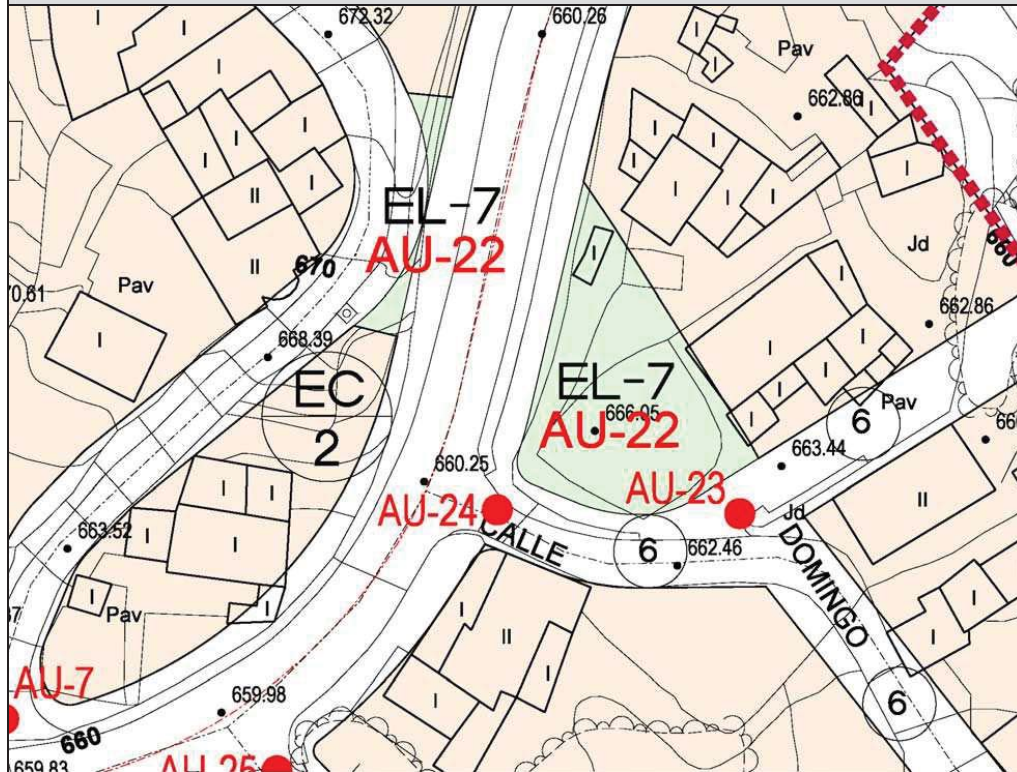 672.32
660.26
I
I
I
Pav
I
662.86
I
I
I
I
I
I
I
I
I
I
I
I
II
EL-7
AU-22
I
Jd
660
II
670
Pav
I
662.86
668.39
I
I
I
I
I
EL-7
666.05
AU-22
EC
2
I
I
Pav
6
663.44
660.25
I
I
AU-23
AU-24
Jd
II
663.52
I
I
CALLE
6
662.46
DOMINGO
I
Pav
I
I
II
I
I
I
I
AU-7
6
659.98
660
659.83